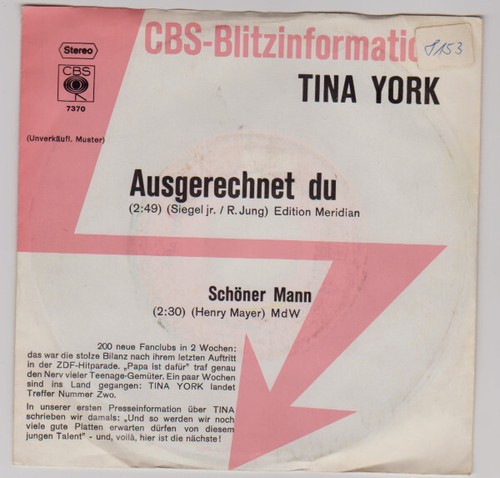 CBS-Blitzinformatio
8153
Stereo
CBS
7370
TINA YORK
(Unverkäufl. Muster)
Ausgerechnet du
(2:49) (Siegel jr. / R. Jung) Edition Meridian
Schöner Mann
(2:30) (Henry Mayer) MdW
200 neue Fanclubs in 2 Wochen:
das war die stolze Bilanz nach ihrem letzten Auftritt
in der ZDF-Hitparade. „Papa ist dafür" traf genau
den Nerv vieler Teenage-Gemüter. Ein paar Wochen
sind ins Land gegangen: TINA YORK landet
Treffer Nummer Zwo.
In unserer ersten Presseinformation über TINA
schrieben wir damals: „Und so werden wir noch
viele gute Platten erwarten dürfen von diesem
jungen Talent" - und, voilà, hier ist die nächste!